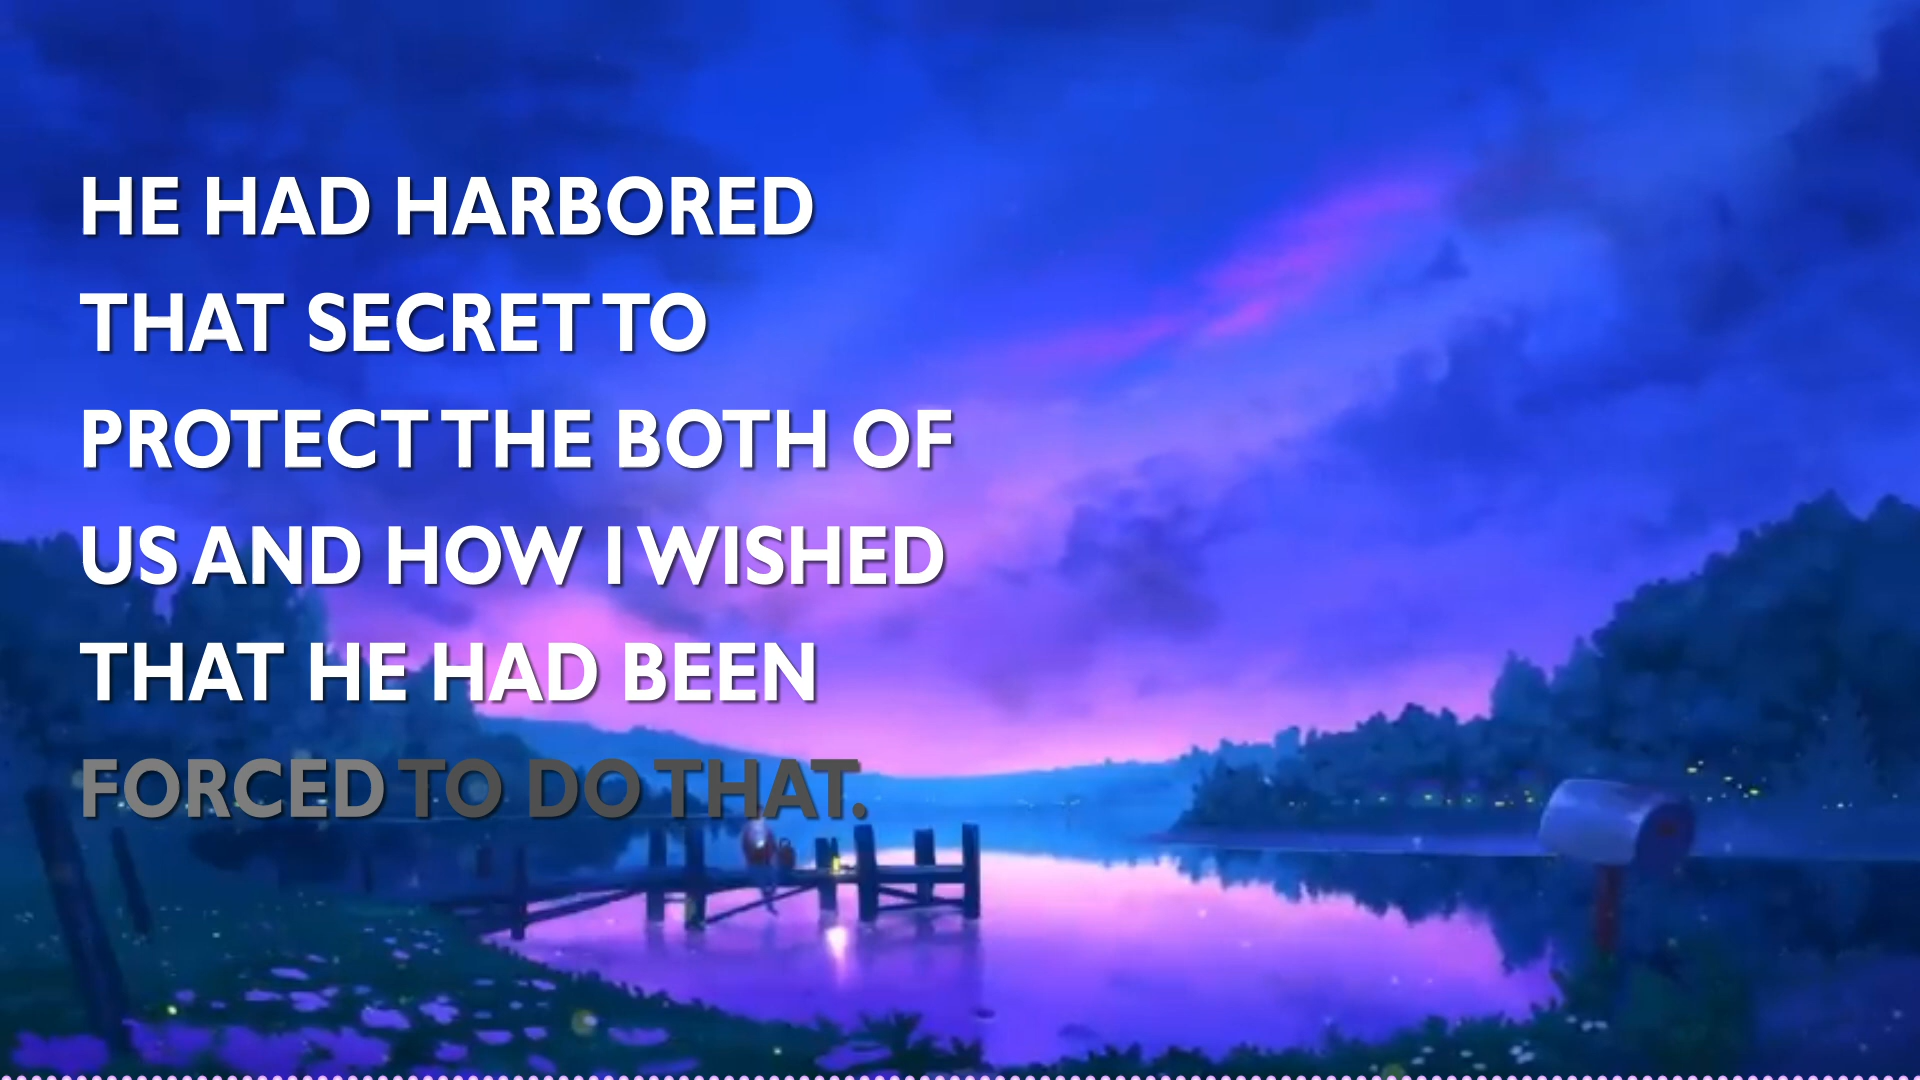 HE HAD HARBORED
THAT SECRET TO
PROTECT THE BOTH OF
US AND HOW I WISHED
THAT HE HAD BEEN
FORCED TO DO THAT.